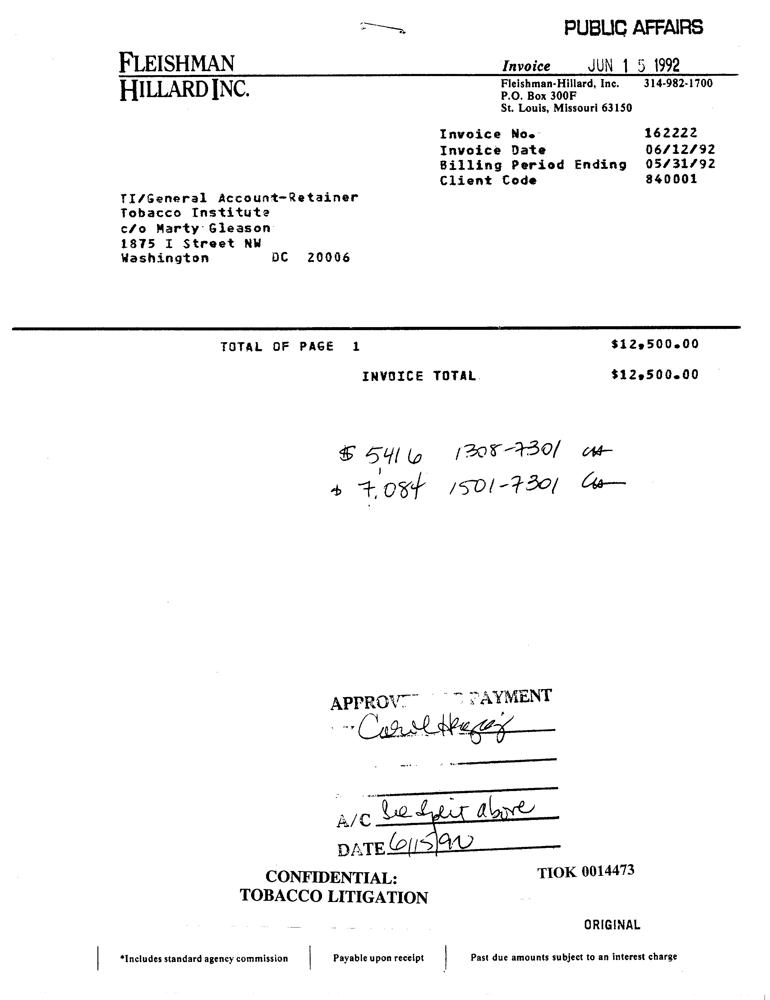 PUBLIC AFFAIRS
FLEISHMAN
HILLARD INC.
Invoice JUN 15 1992
Fleishman-Hillard, Inc. 314-982-1700
P.O. Box 300F
St. Louis, Missouri 63150
Invoice No. 162222
Invoice Date 06/12/92
Billing Period Ending 05/31/92
Client Code 840001
TI/General Account-Retainer
Tobacco Institute
c/o Marty Gleason
1875 I Street NW
Washington DC 20006
TOTAL OF PAGE 1 $12,500.00
INVOICE TOTAL $12,500.00
$ 5416 1308-7301
7,084 1501-7301
APPROVE PAYMENT
Carol
A/C See Split above
DATE 6/15/92
CONFIDENTIAL: TIOK 0014473
TOBACCO LITIGATION
ORIGINAL
*Includes standard agency commission Payable upon receipt Past due amounts subject to an interest charge